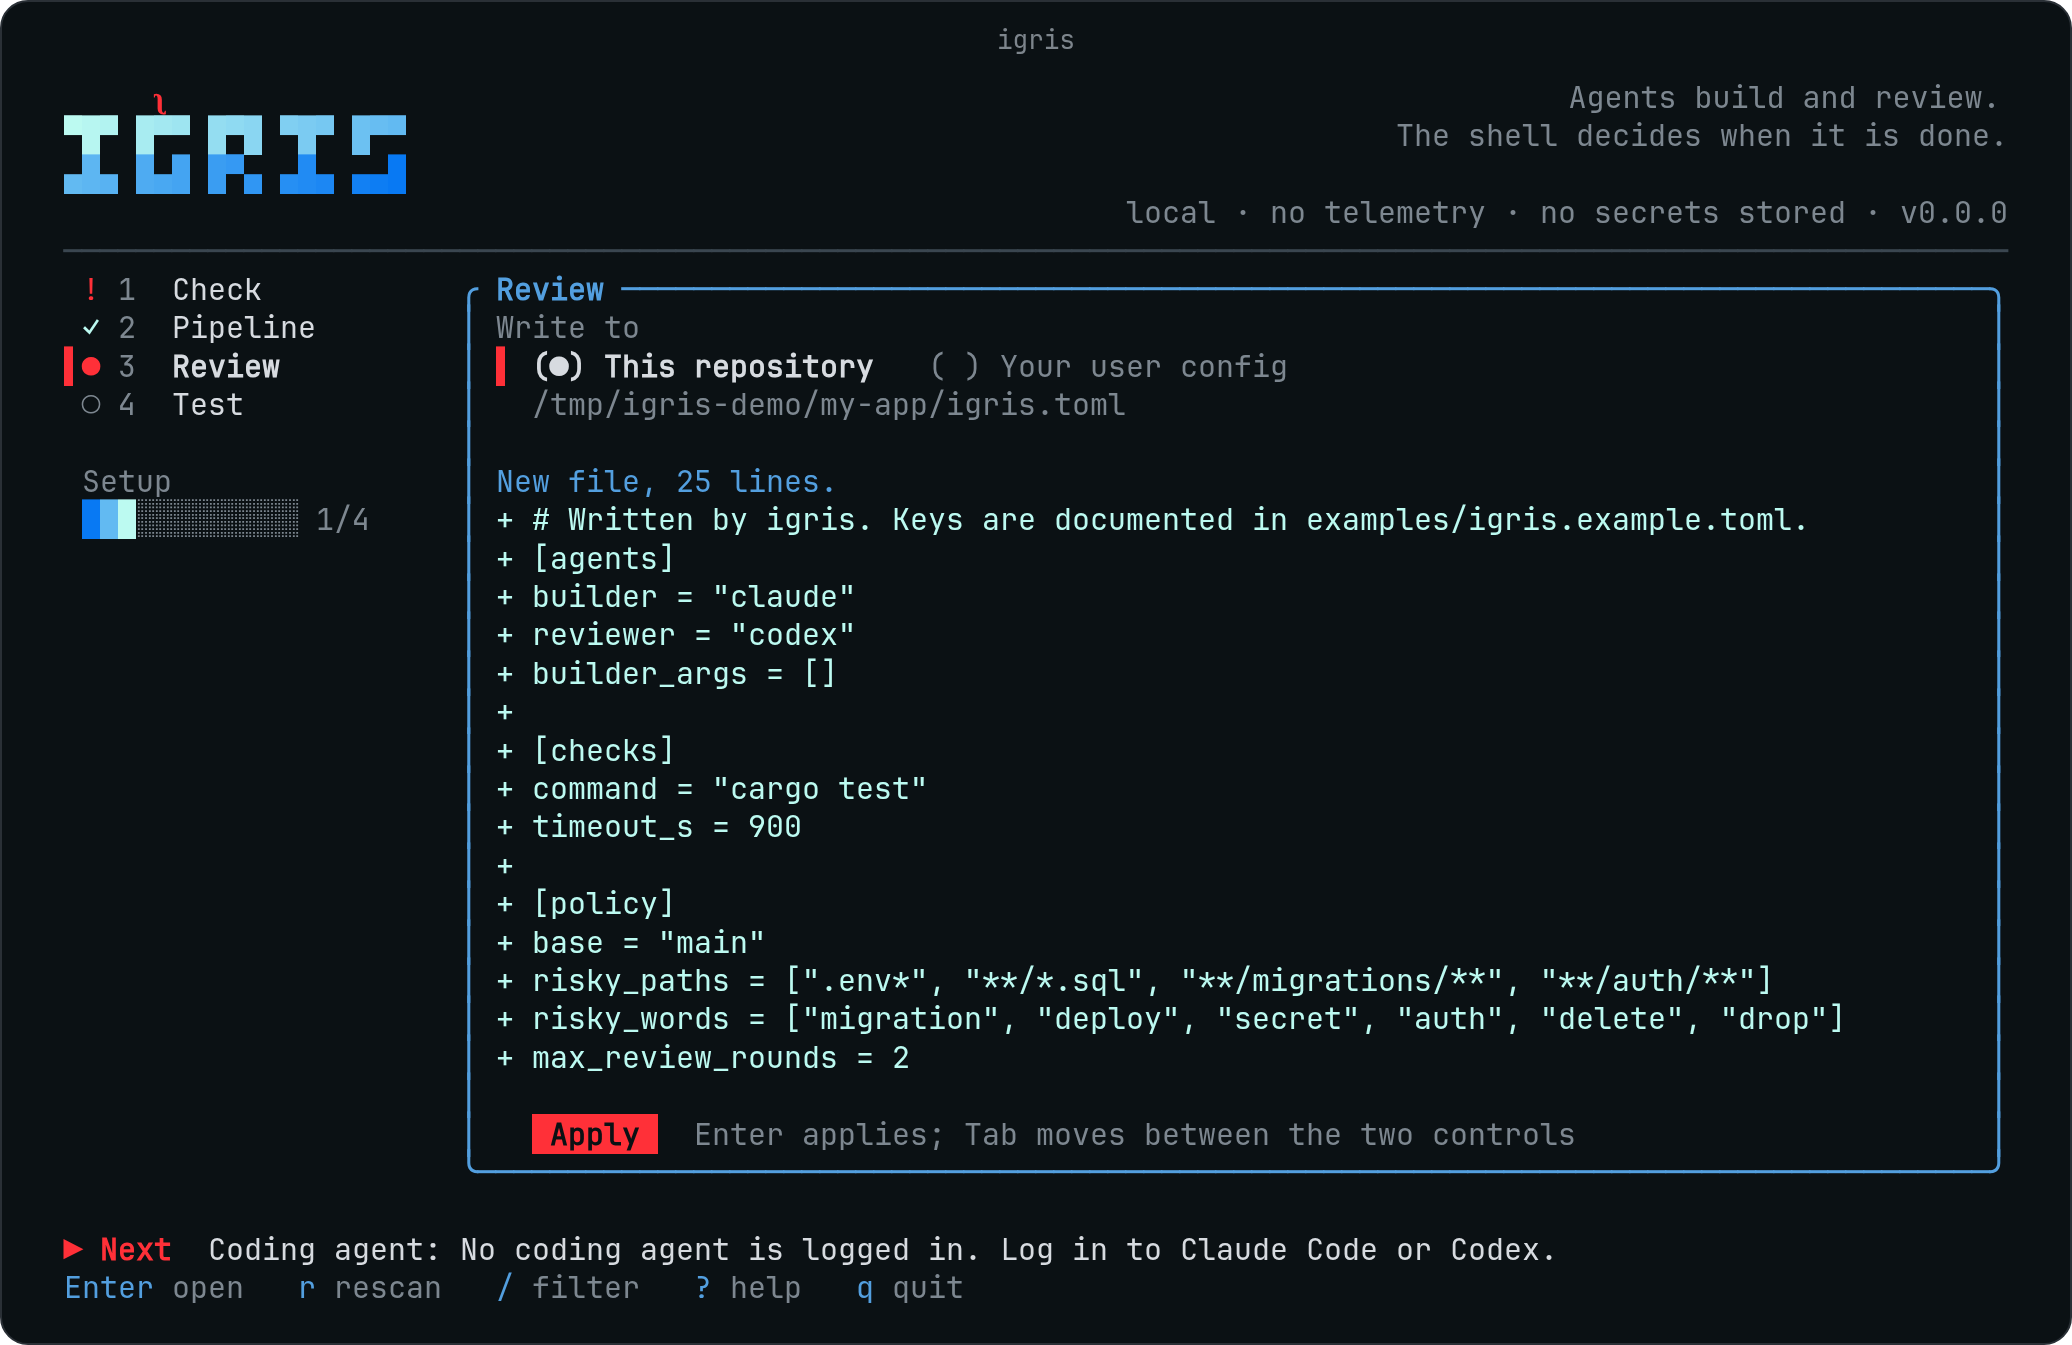 igris
IGRIS
Agents build and review.
The shell decides when it is done.
local · no telemetry · no secrets stored · v0.0.0
! 1 Check
✓ 2 Pipeline
● 3 Review
○ 4 Test
Setup
1/4
Review
Write to
(●) This repository ( ) Your user config
/tmp/igris-demo/my-app/igris.toml
New file, 25 lines.
+ # Written by igris. Keys are documented in examples/igris.example.toml.
+ [agents]
+ builder = "claude"
+ reviewer = "codex"
+ builder_args = []
+
+ [checks]
+ command = "cargo test"
+ timeout_s = 900
+
+ [policy]
+ base = "main"
+ risky_paths = [".env*", "**/*.sql", "**/migrations/**", "**/auth/**"]
+ risky_words = ["migration", "deploy", "secret", "auth", "delete", "drop"]
+ max_review_rounds = 2
Apply Enter applies; Tab moves between the two controls
▶ Next Coding agent: No coding agent is logged in. Log in to Claude Code or Codex.
Enter open r rescan / filter ? help q quit